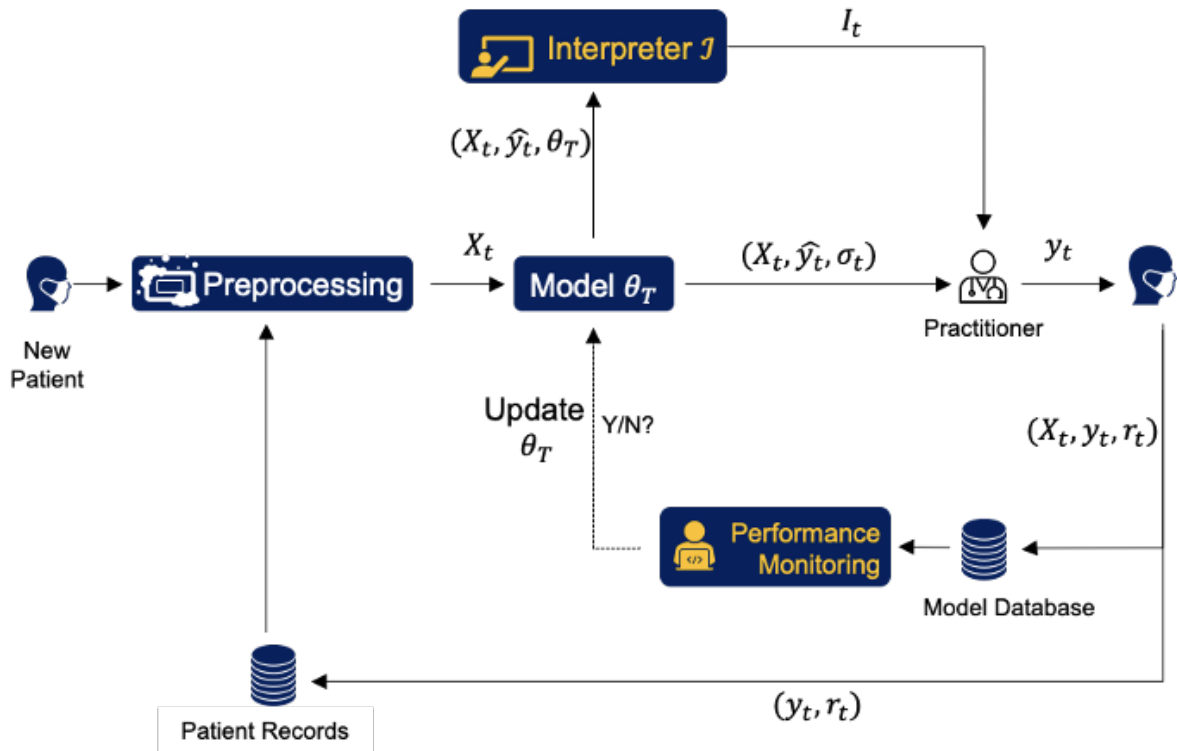 Interpreter ℐ
I_t
(X_t, ŷ_t, θ_T)
X_t
(X_t, ŷ_t, σ_t)
y_t
Preprocessing
Model θ_T
New
Patient
Practitioner
Update
θ_T
Y/N?
(X_t, y_t, r_t)
Performance
Monitoring
</>
Model Database
(y_t, r_t)
Patient Records